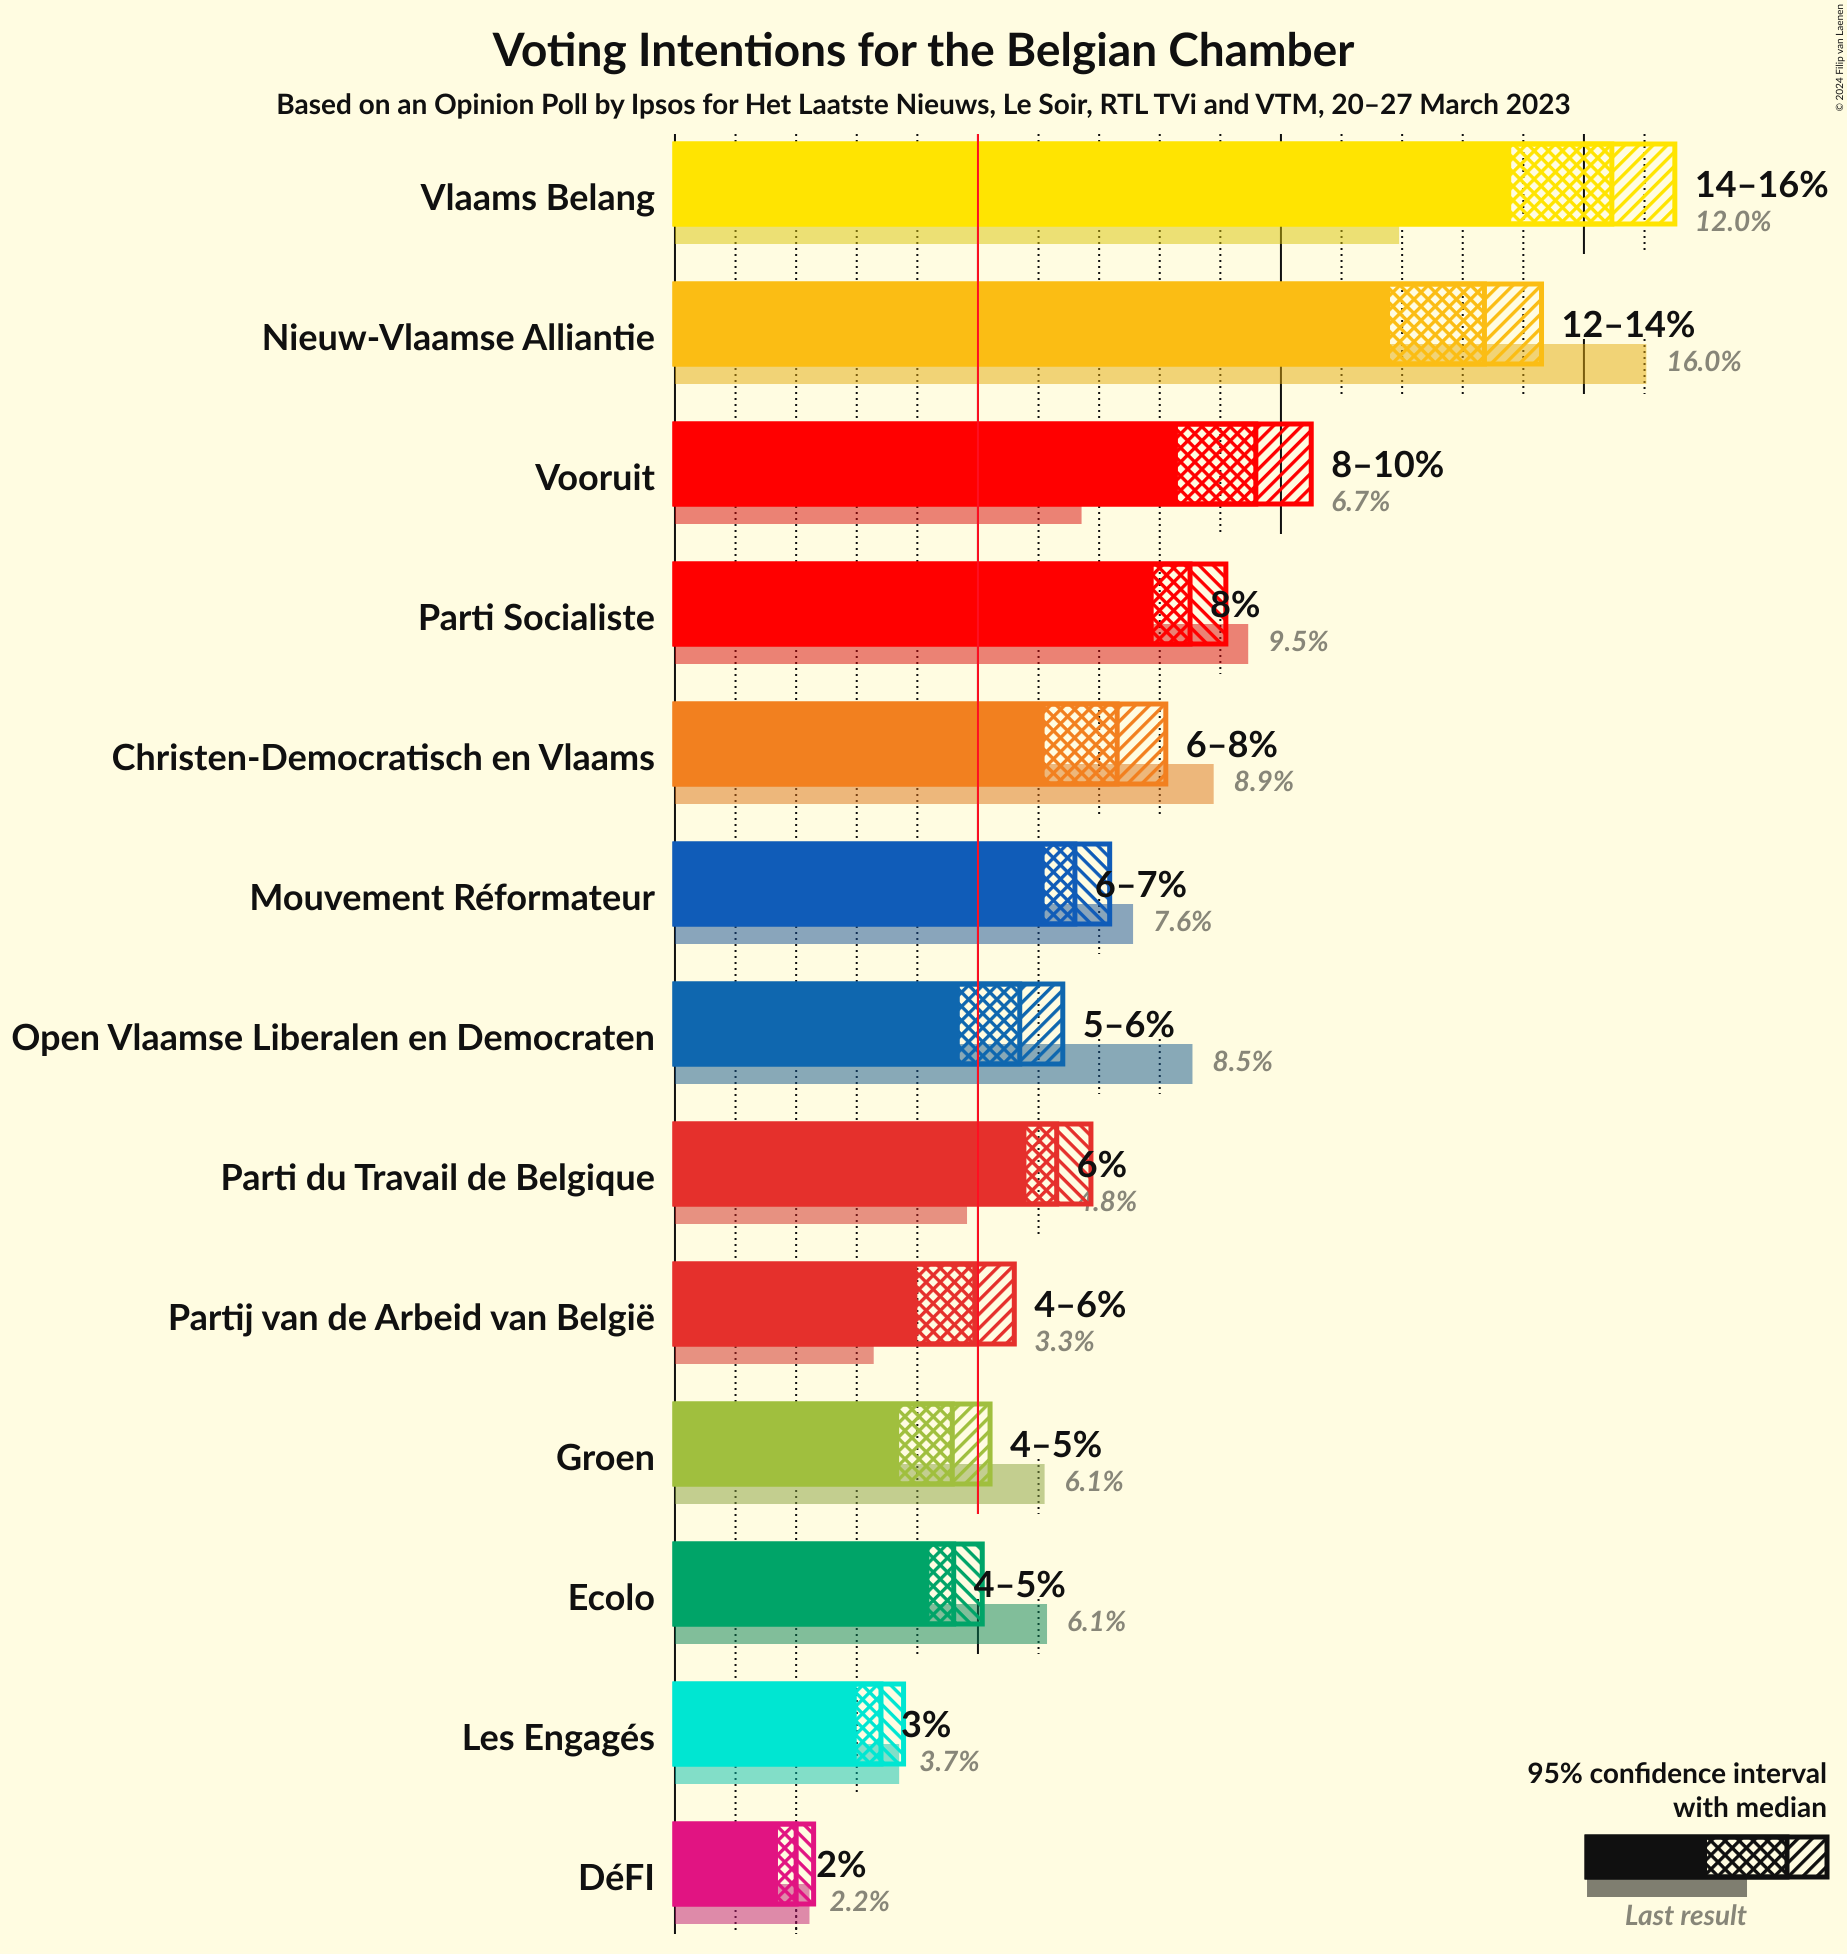 Voting Intentions for the Belgian Chamber
Based on an Opinion Poll by Ipsos for Het Laatste Nieuws, Le Soir, RTL TVi and VTM, 20–27 March 2023
© 2024 Filip van Laenen
Vlaams Belang
14–16%
12.0%
Nieuw-Vlaamse Alliantie
12–14%
16.0%
Vooruit
8–10%
6.7%
Parti Socialiste
8%
9.5%
Christen-Democratisch en Vlaams
6–8%
8.9%
Mouvement Réformateur
6–7%
7.6%
Open Vlaamse Liberalen en Democraten
5–6%
8.5%
Parti du Travail de Belgique
6%
4.8%
Partij van de Arbeid van België
4–6%
3.3%
Groen
4–5%
6.1%
Ecolo
4–5%
6.1%
Les Engagés
3%
3.7%
DéFI
2%
2.2%
95% confidence interval
with median
Last result